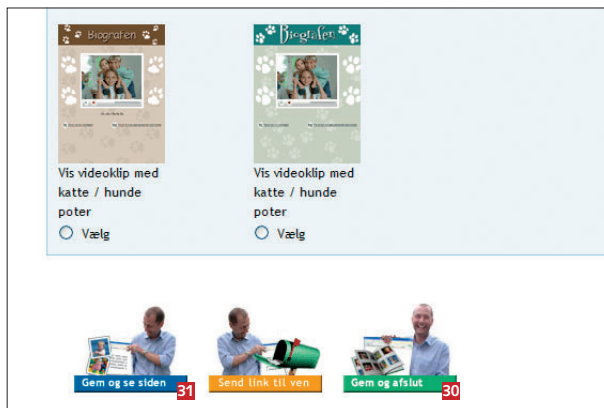 Biografen
Biografen
Vis videoklip med
katte / hunde
poter
Vælg
Vis videoklip med
katte / hunde
poter
Vælg
Gem og se siden
31
Send link til ven
Gem og afslut
30